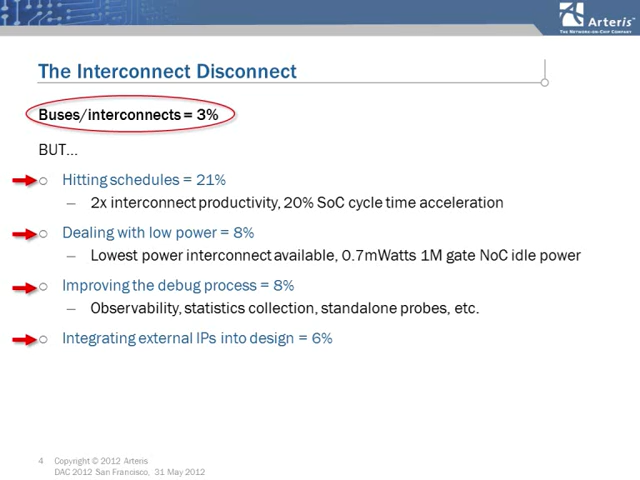 Arteris
THE NETWORK-ON-CHIP COMPANY
The Interconnect Disconnect
Buses/interconnects = 3%
BUT...
○ Hitting schedules = 21%
– 2x interconnect productivity, 20% SoC cycle time acceleration
○ Dealing with low power = 8%
– Lowest power interconnect available, 0.7mWatts 1M gate NoC idle power
○ Improving the debug process = 8%
– Observability, statistics collection, standalone probes, etc.
○ Integrating external IPs into design = 6%
4 Copyright © 2012 Arteris
DAC 2012 San Francisco, 31 May 2012